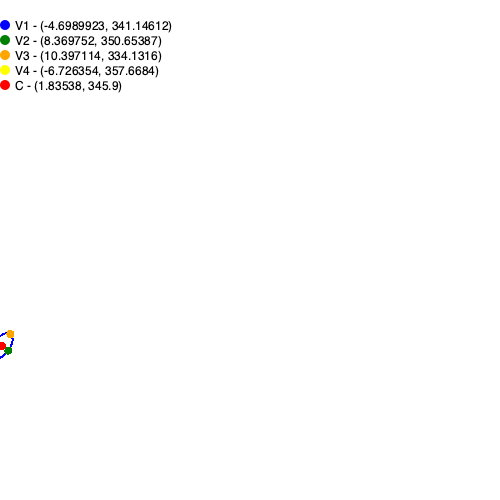 V1 - (-4.6989923, 341.14612)
V2 - (8.369752, 350.65387)
V3 - (10.397114, 334.1316)
V4 - (-6.726354, 357.6684)
C - (1.83538, 345.9)